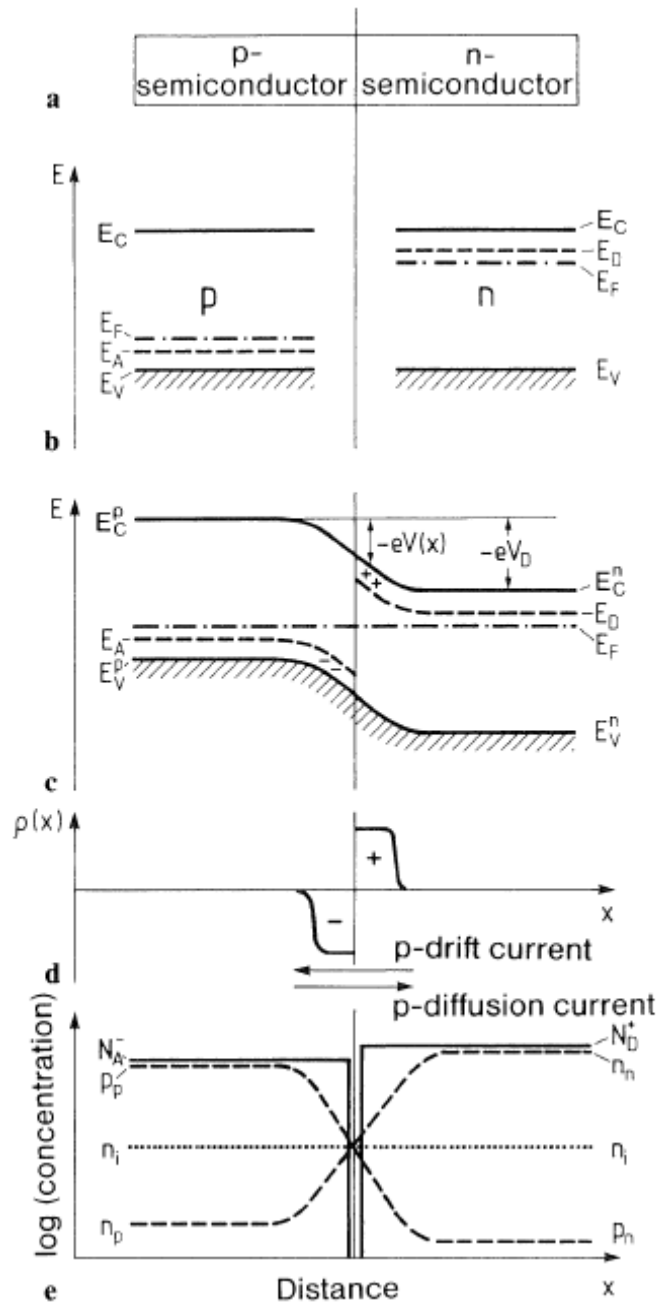 p- n-
semiconductor semiconductor
a
E
E_C E_C
E_D
E_F
p n
E_F
E_A
E_V E_V
b
E
E_C^p -eV(x) -eV_D
E_C^n
++
E_D
E_A E_F
E_V^p --
E_V^n
c
ρ(x)
+
-
x
d p-drift current
p-diffusion current
log (concentration)
N_A^- N_D^+
p_p n_n
n_i n_i
n_p p_n
e Distance x